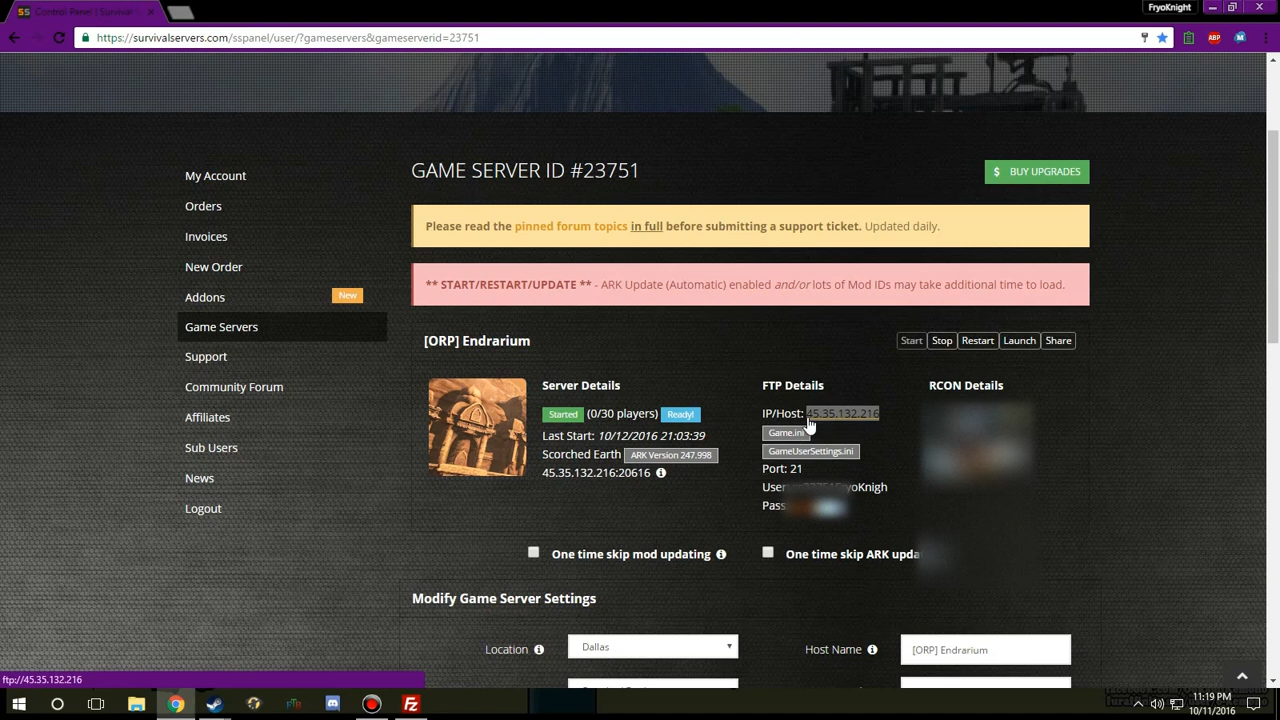 Control Panel | Survival
FryoKnight
https://survivalservers.com/sspanel/user/?gameservers&gameserverid=23751
My Account
Orders
Invoices
New Order
Addons New
Game Servers
Support
Community Forum
Affiliates
Sub Users
News
Logout
GAME SERVER ID #23751
$ BUY UPGRADES
Please read the pinned forum topics in full before submitting a support ticket. Updated daily.
** START/RESTART/UPDATE ** - ARK Update (Automatic) enabled and/or lots of Mod IDs may take additional time to load.
[ORP] Endrarium
Start Stop Restart Launch Share
Server Details
Started (0/30 players) Ready!
Last Start: 10/12/2016 21:03:39
Scorched Earth ARK Version 247.998
45.35.132.216:20616
FTP Details
IP/Host: 45.35.132.216
Game.ini
GameUserSettings.ini
Port: 21
User yoKnigh
Pass
RCON Details
One time skip mod updating
One time skip ARK upda
Modify Game Server Settings
Location Dallas
Host Name [ORP] Endrarium
ftp://45.35.132.216
11:19 PM
10/11/2016